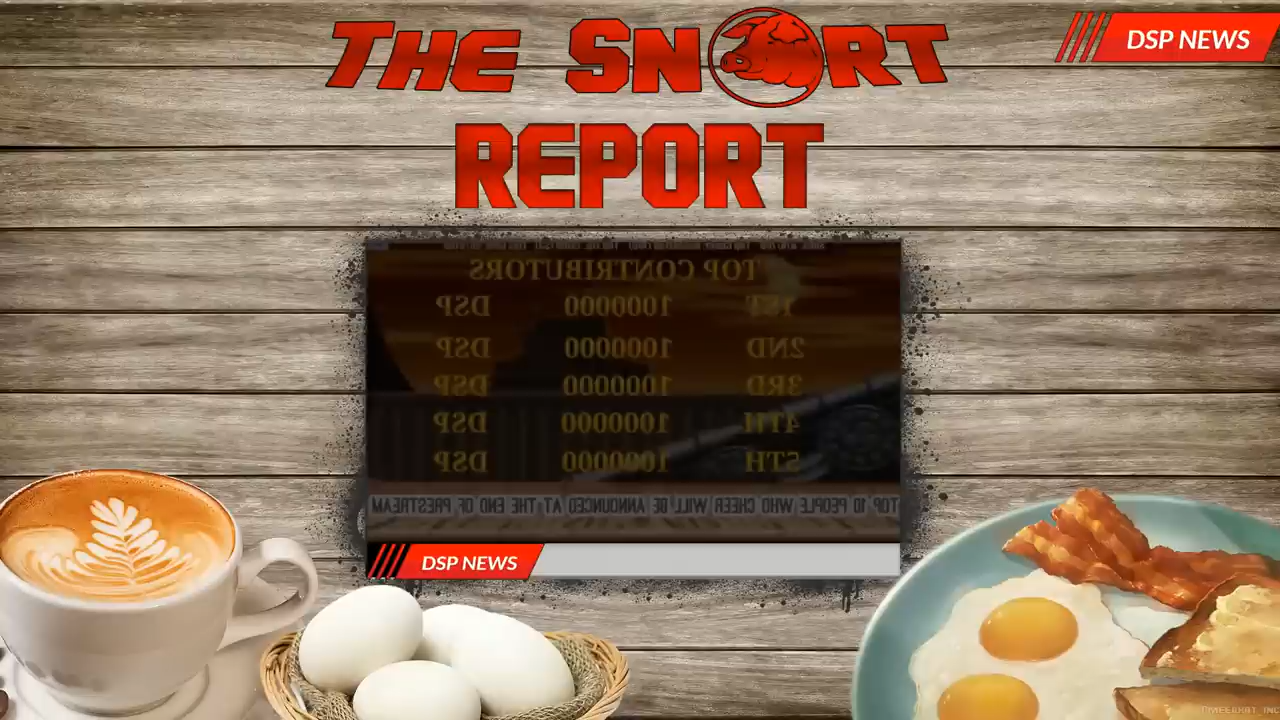 THE SNORT
DSP NEWS
REPORT
TOP CONTRIBUTORS
1ST 1000000 DSP
2ND 1000000 DSP
3RD 1000000 DSP
4TH 1000000 DSP
5TH 1000000 DSP
TOP 10 PEOPLE WHO CHEER WILL BE ANNOUNCED AT THE END OF PRESTREAM
DSP NEWS